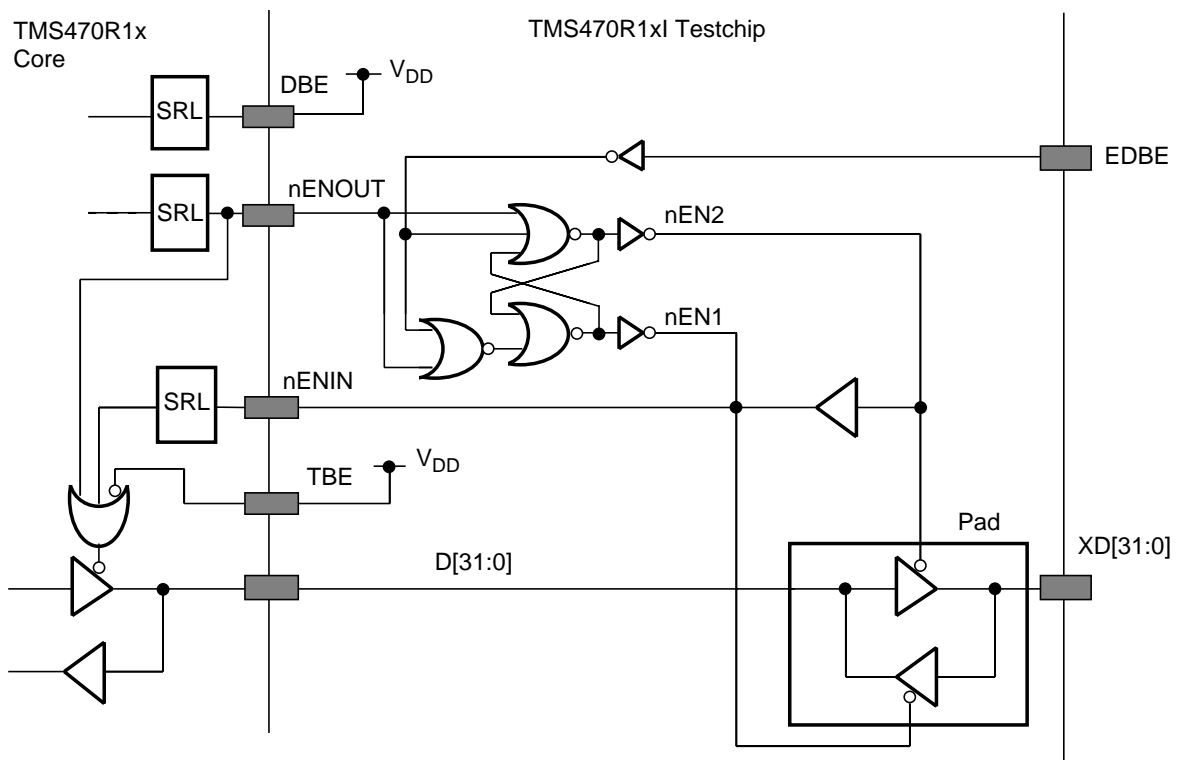 TMS470R1x
Core
TMS470R1xI Testchip
DBE
VDD
SRL
EDBE
nENOUT
SRL
nEN2
nEN1
nENIN
SRL
TBE
VDD
Pad
D[31:0]
XD[31:0]